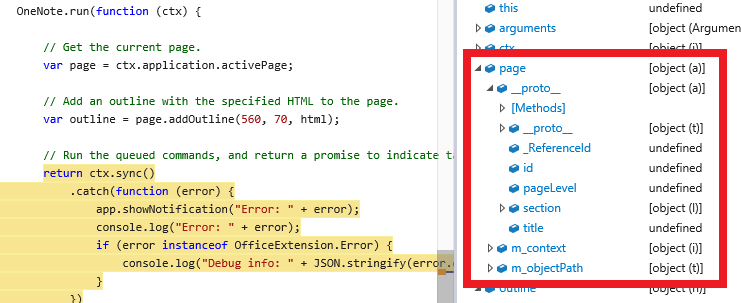 OneNote.run(function (ctx) {
// Get the current page.
var page = ctx.application.activePage;
// Add an outline with the specified HTML to the page.
var outline = page.addOutline(560, 70, html);
// Run the queued commands, and return a promise to indicate
return ctx.sync()
.catch(function (error) {
app.showNotification("Error: " + error);
console.log("Error: " + error);
if (error instanceof OfficeExtension.Error) {
console.log("Debug info: " + JSON.stringify(error.
}
})
this undefined
arguments [object (Argumen
ctx [object (i)]
page [object (a)]
__proto__ [object (a)]
[Methods]
__proto__ [object (t)]
_ReferenceId undefined
id undefined
pageLevel undefined
section [object (l)]
title undefined
m_context [object (i)]
m_objectPath [object (t)]
outline [object (h)]